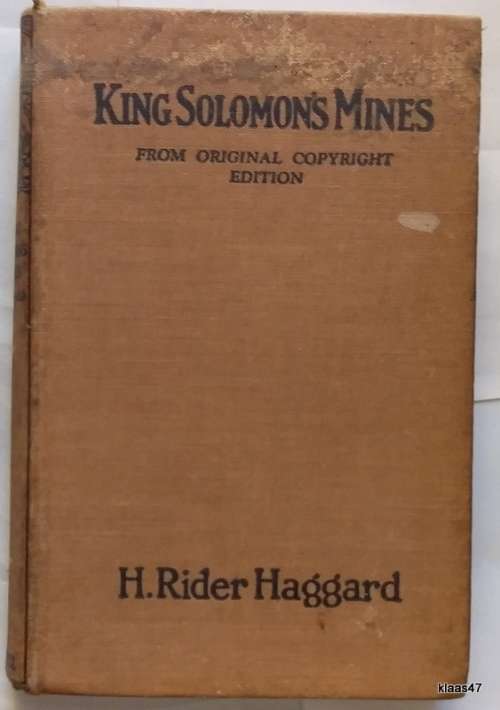 KING SOLOMON'S MINES
FROM ORIGINAL COPYRIGHT
EDITION
H. Rider Haggard
klaas47